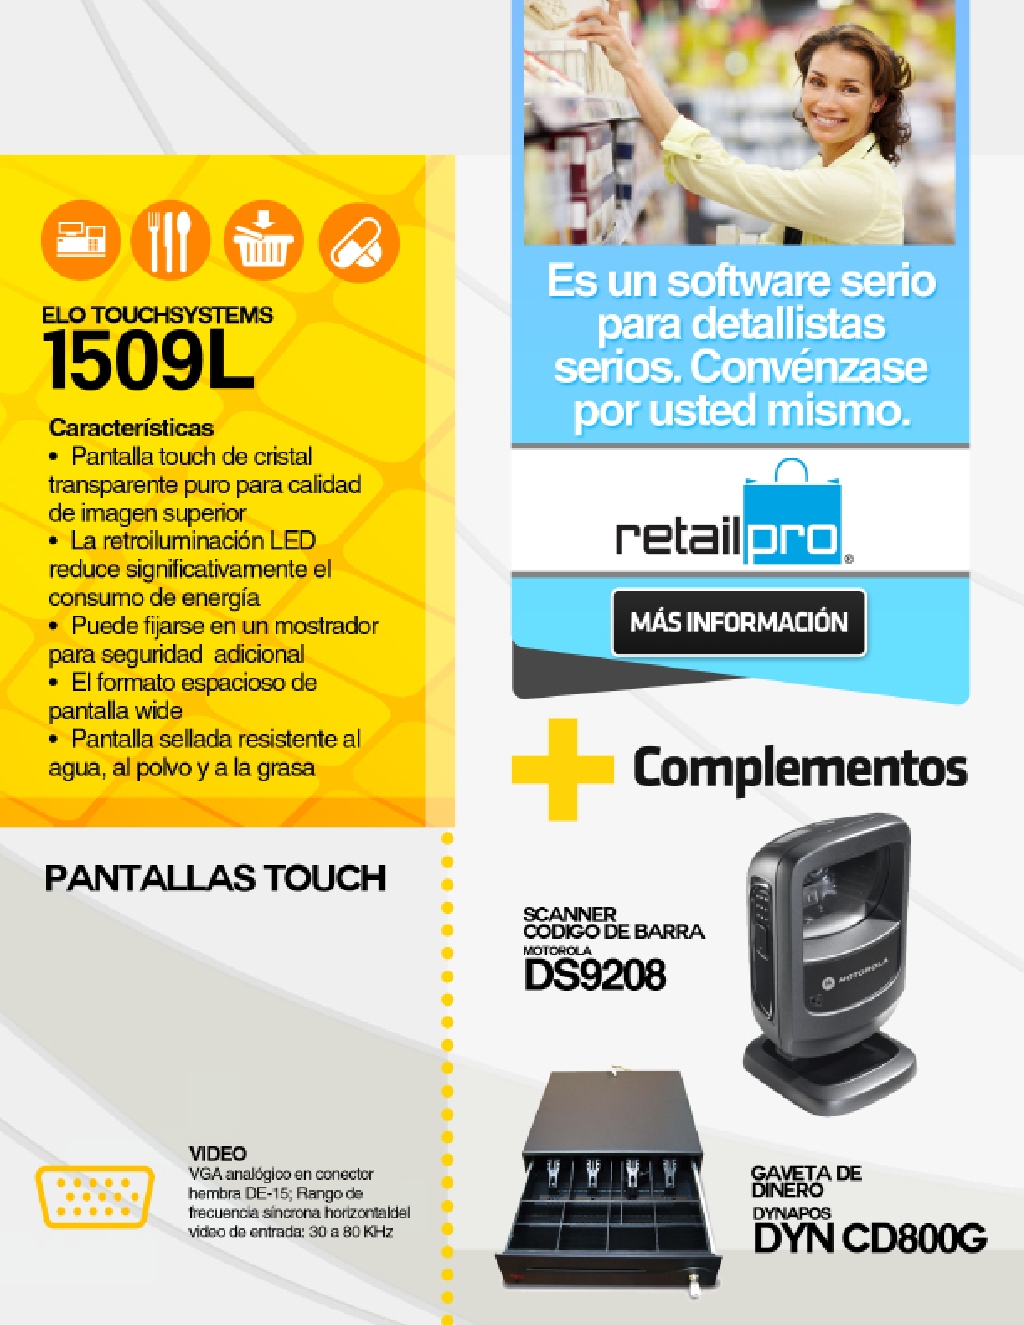 ELO TOUCHSYSTEMS
1509L
Características
• Pantalla touch de cristal
transparente puro para calidad
de imagen superior
• La retroiluminación LED
reduce significativamente el
consumo de energía
• Puede fijarse en un mostrador
para seguridad adicional
• El formato espacioso de
pantalla wide
• Pantalla sellada resistente al
agua, al polvo y a la grasa
PANTALLAS TOUCH
VIDEO
VGA analógico en conector
hembra DE-15; Rango de
frecuencia síncrona horizontaldel
video de entrada: 30 a 80 KHz
Es un software serio
para detallistas
serios. Convénzase
por usted mismo.
retailpro®
MÁS INFORMACIÓN
Complementos
SCANNER
CODIGO DE BARRA
MOTOROLA
DS9208
MOTOROLA
GAVETA DE
DINERO
DYNAPOS
DYN CD800G